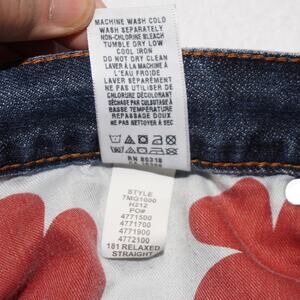 MACHINE WASH COLD
WASH SEPARATELY
NON-CHLORINE BLEACH
TUMBLE DRY LOW
COOL IRON
DO NOT DRY CLEAN
LAVER À LA MACHINE À
L'EAU FROIDE
LAVER SÉPARÉMENT
NE PAS UTILISER DE
CHLORURE DÉCOLORANT
SÉCHAGE PAR CULBUTAGE À
BASSE TEMPÉRATURE
REPASSAGE DOUX
NE PAS NETTOYER À SEC
RN 80318
STYLE
7MG1000
H212
PO#
4771500
4771700
4771900
4772100
181 RELAXED
STRAIGHT